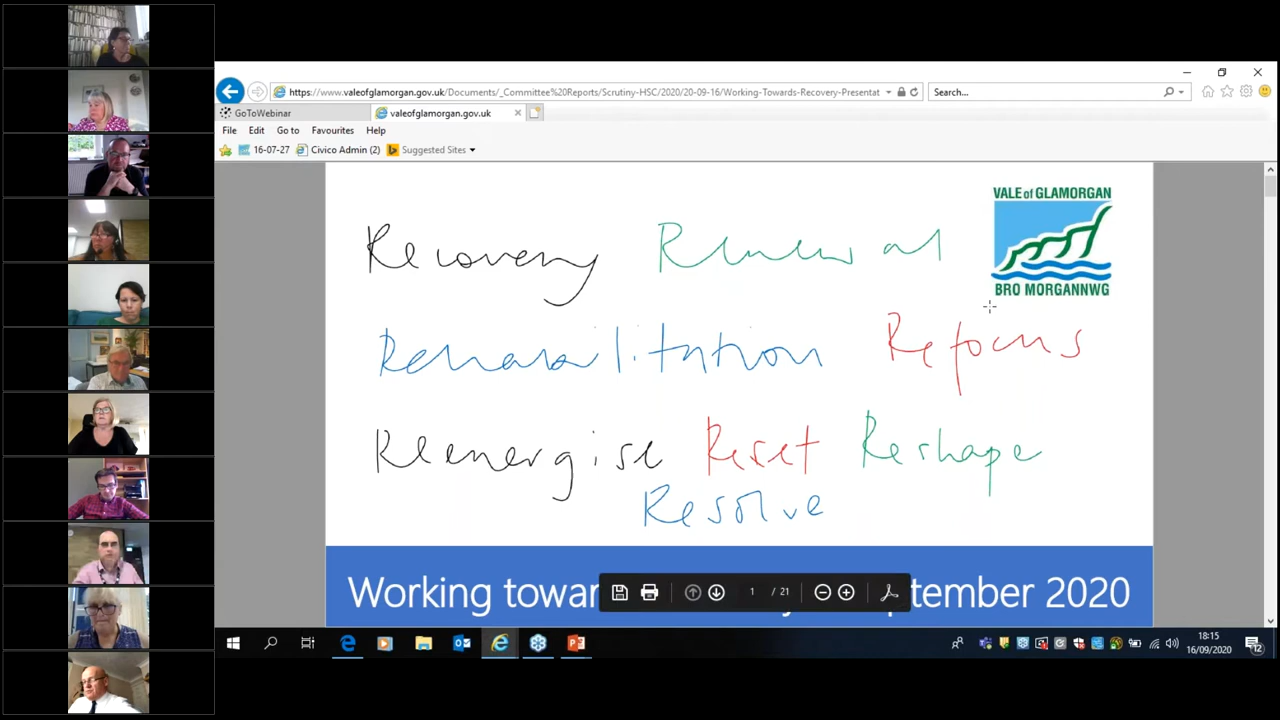 https://www.valeofglamorgan.gov.uk/Documents/_Committee%20Reports/Scrutiny-HSC/2020/20-09-16/Working-Towards-Recovery-Presentat
Search...
GoToWebinar
valeofglamorgan.gov.uk
File Edit Go to Favourites Help
16-07-27 Civico Admin (2) Suggested Sites
VALE of GLAMORGAN
BRO MORGANNWG
Recovery Renewal
Rehabilitation Refocus
Reenergise Reset Reshape
Resolve
1 / 21
Working
2020
18:15
16/09/2020
12